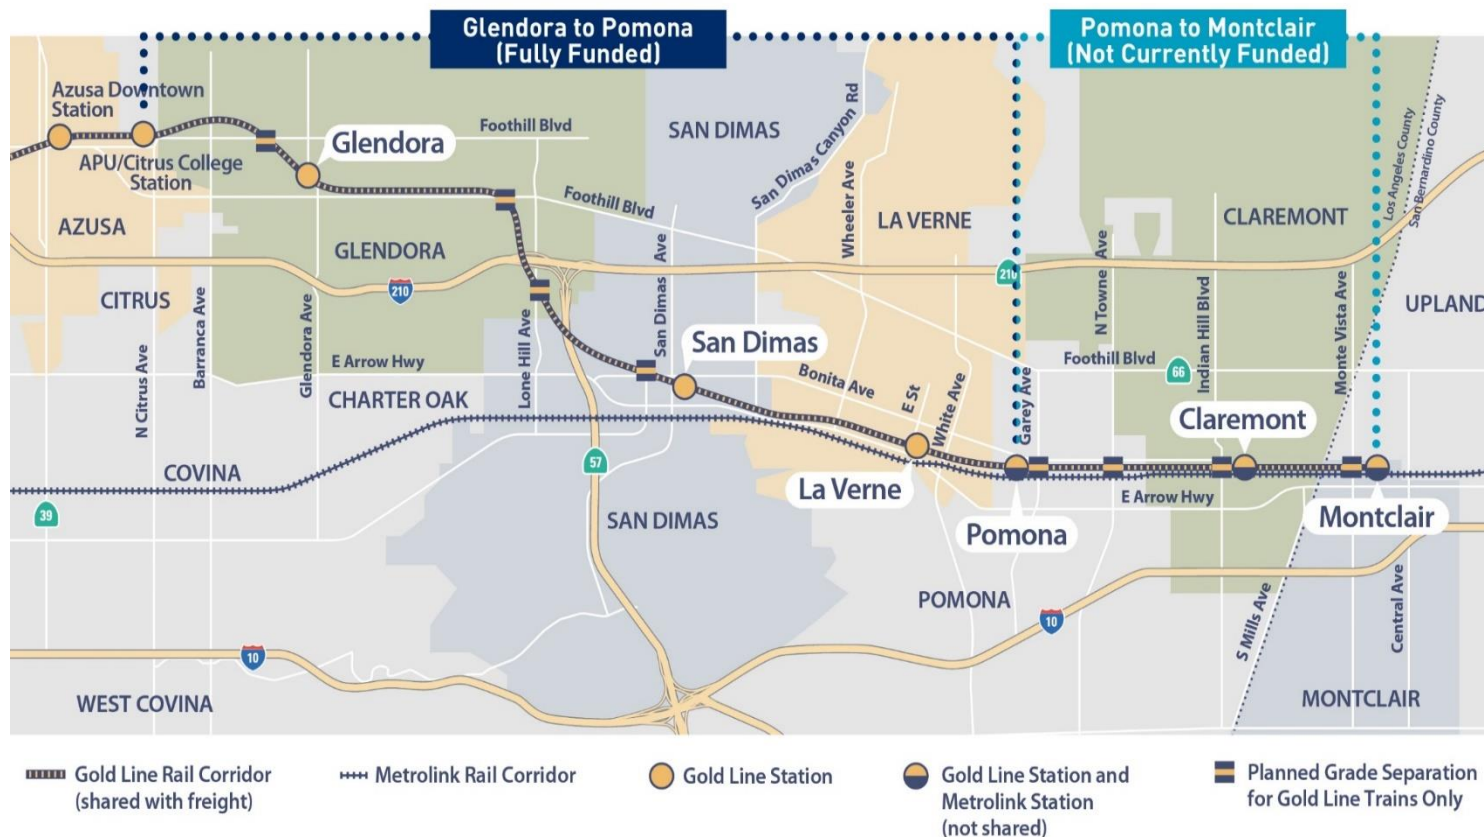 Glendora to Pomona
(Fully Funded)
Pomona to Montclair
(Not Currently Funded)
Azusa Downtown
Station
APU/Citrus College
Station
Glendora
Foothill Blvd
SAN DIMAS
San Dimas Canyon Rd
Wheeler Ave
LA VERNE
CLAREMONT
Los Angeles County
San Bernardino County
AZUSA
GLENDORA
Foothill Blvd
210
210
CITRUS
N Citrus Ave
Barranca Ave
Glendora Ave
E Arrow Hwy
Lone Hill Ave
San Dimas Ave
San Dimas
Bonita Ave
E St
White Ave
Garey Ave
N Towne Ave
Foothill Blvd
66
Indian Hill Blvd
Monte Vista Ave
UPLAND
CHARTER OAK
COVINA
Claremont
39
57
La Verne
Pomona
E Arrow Hwy
Montclair
SAN DIMAS
POMONA
10
10
S Mills Ave
Central Ave
WEST COVINA
MONTCLAIR
Gold Line Rail Corridor
(shared with freight)
Metrolink Rail Corridor
Gold Line Station
Gold Line Station and
Metrolink Station
(not shared)
Planned Grade Separation
for Gold Line Trains Only